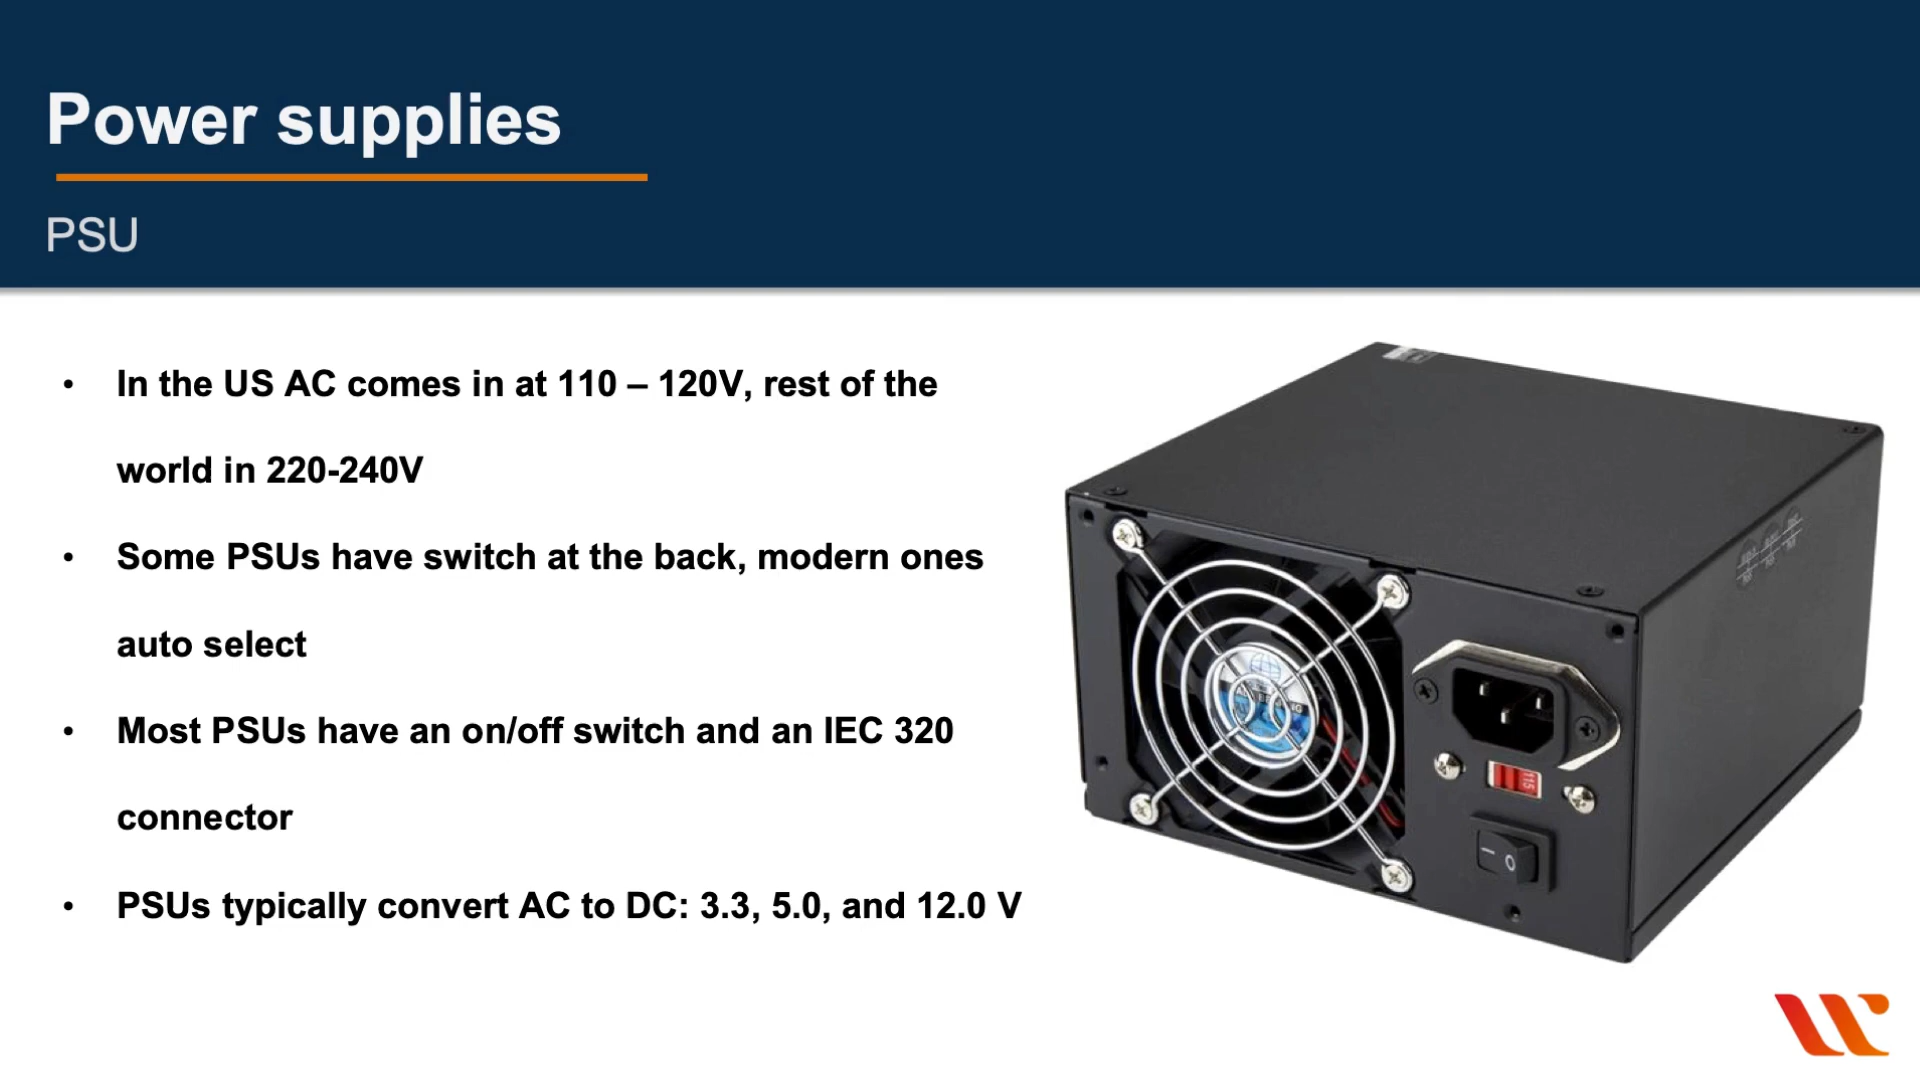 Power supplies
PSU
• In the US AC comes in at 110 – 120V, rest of the
world in 220-240V
• Some PSUs have switch at the back, modern ones
auto select
• Most PSUs have an on/off switch and an IEC 320
connector
• PSUs typically convert AC to DC: 3.3, 5.0, and 12.0 V
115